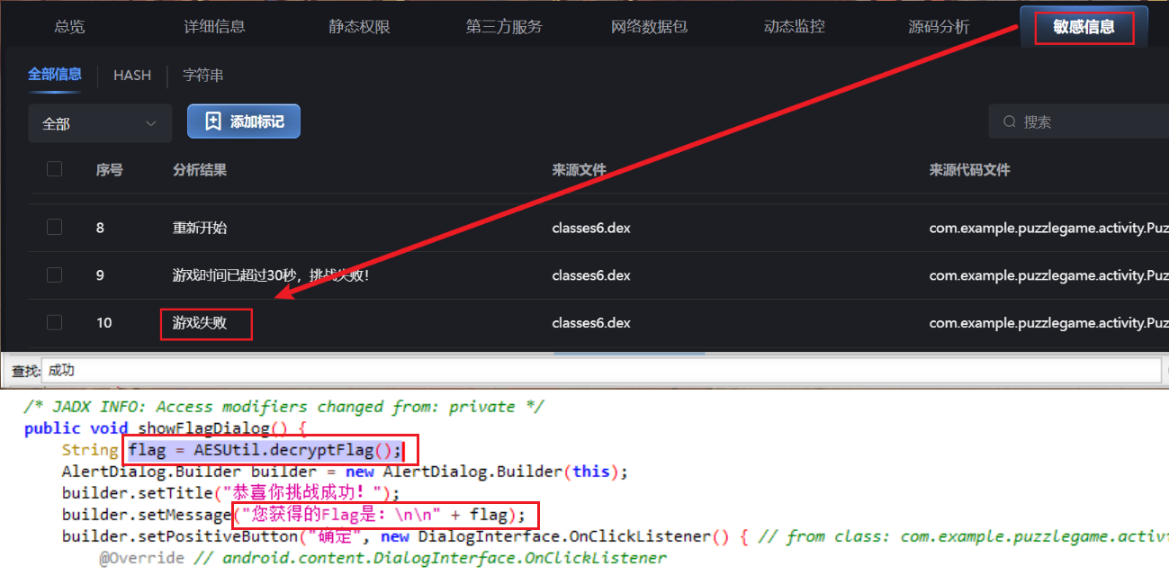 总览 详细信息 静态权限 第三方服务 网络数据包 动态监控 源码分析 敏感信息
全部信息 HASH 字符串
全部 添加标记 搜索
序号 分析结果 来源文件 来源代码文件
8 重新开始 classes6.dex com.example.puzzlegame.activity.Puz
9 游戏时间已超过30秒，挑战失败！ classes6.dex com.example.puzzlegame.activity.Puz
10 游戏失败 classes6.dex com.example.puzzlegame.activity.Puz
查找: 成功
/* JADX INFO: Access modifiers changed from: private */
public void showFlagDialog() {
String flag = AESUtil.decryptFlag();
AlertDialog.Builder builder = new AlertDialog.Builder(this);
builder.setTitle("恭喜你挑战成功！");
builder.setMessage("您获得的Flag是：\n\n" + flag);
builder.setPositiveButton("确定", new DialogInterface.OnClickListener() { // from class: com.example.puzzlegame.activ
@Override // android.content.DialogInterface.OnClickListener